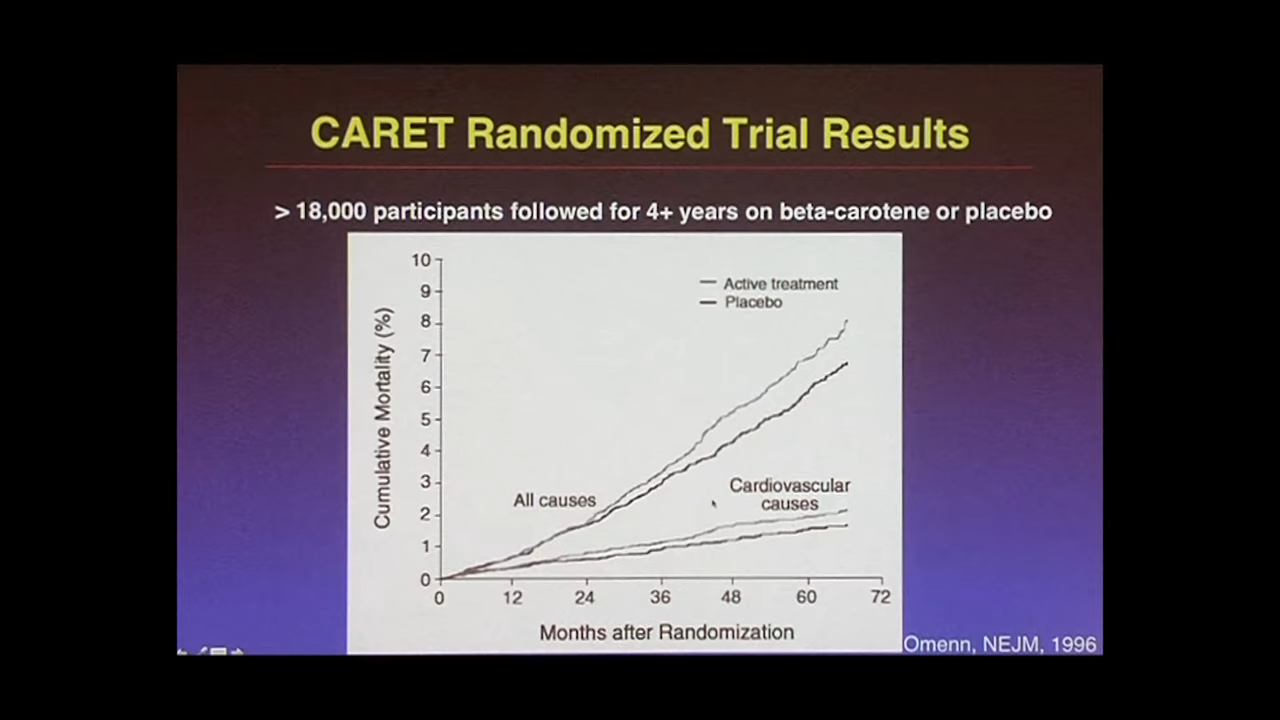 CARET Randomized Trial Results
> 18,000 participants followed for 4+ years on beta-carotene or placebo
10
9
8
7
6
5
4
3
2
1
0
Cumulative Mortality (%)
Active treatment
Placebo
All causes
Cardiovascular
causes
0 12 24 36 48 60 72
Months after Randomization
Omenn, NEJM, 1996